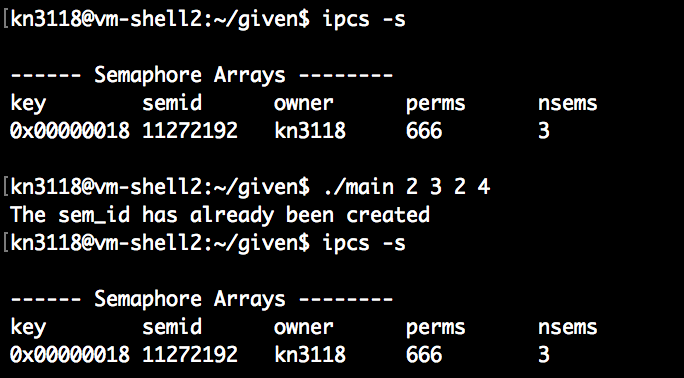 [kn3118@vm-shell2:~/given$ ipcs -s
------ Semaphore Arrays --------
key semid owner perms nsems
0x00000018 11272192 kn3118 666 3
[kn3118@vm-shell2:~/given$ ./main 2 3 2 4
The sem_id has already been created
[kn3118@vm-shell2:~/given$ ipcs -s
------ Semaphore Arrays --------
key semid owner perms nsems
0x00000018 11272192 kn3118 666 3